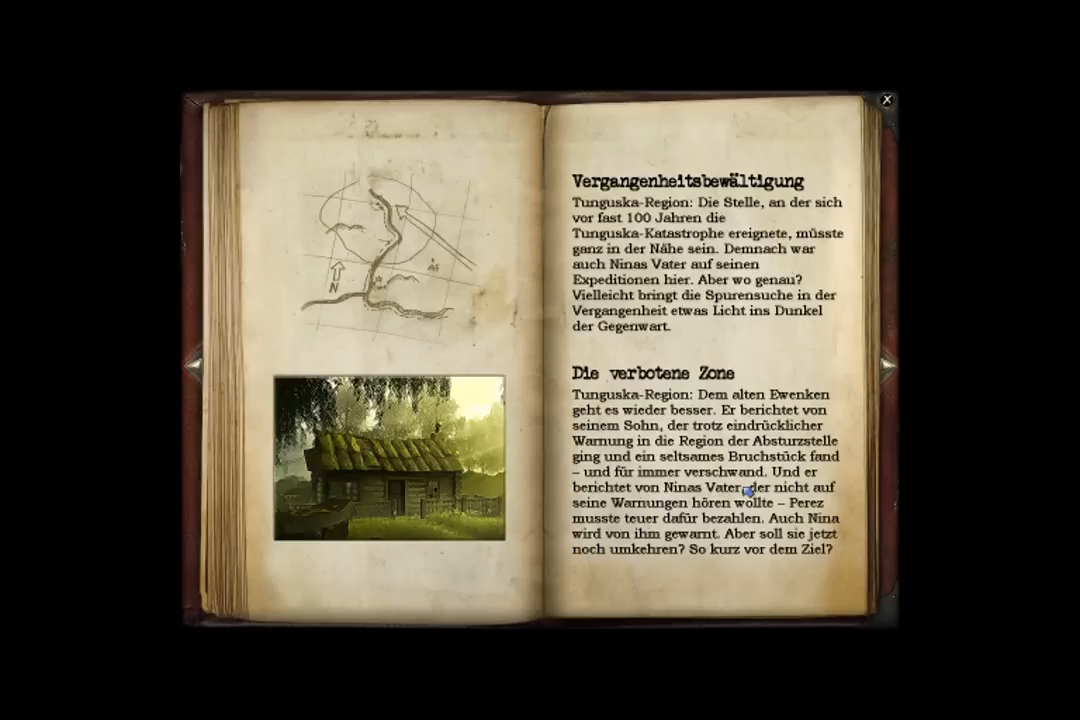 N
Vergangenheitsbewältigung
Tunguska-Region: Die Stelle, an der sich
vor fast 100 Jahren die
Tunguska-Katastrophe ereignete, müsste
ganz in der Nähe sein. Demnach war
auch Ninas Vater auf seinen
Expeditionen hier. Aber wo genau?
Vielleicht bringt die Spurensuche in der
Vergangenheit etwas Licht ins Dunkel
der Gegenwart.
Die verbotene Zone
Tunguska-Region: Dem alten Ewenken
geht es wieder besser. Er berichtet von
seinem Sohn, der trotz eindrücklicher
Warnung in die Region der Absturzstelle
ging und ein seltsames Bruchstück fand
– und für immer verschwand. Und er
berichtet von Ninas Vater, der nicht auf
seine Warnungen hören wollte – Perez
musste teuer dafür bezahlen. Auch Nina
wird von ihm gewarnt. Aber soll sie jetzt
noch umkehren? So kurz vor dem Ziel?